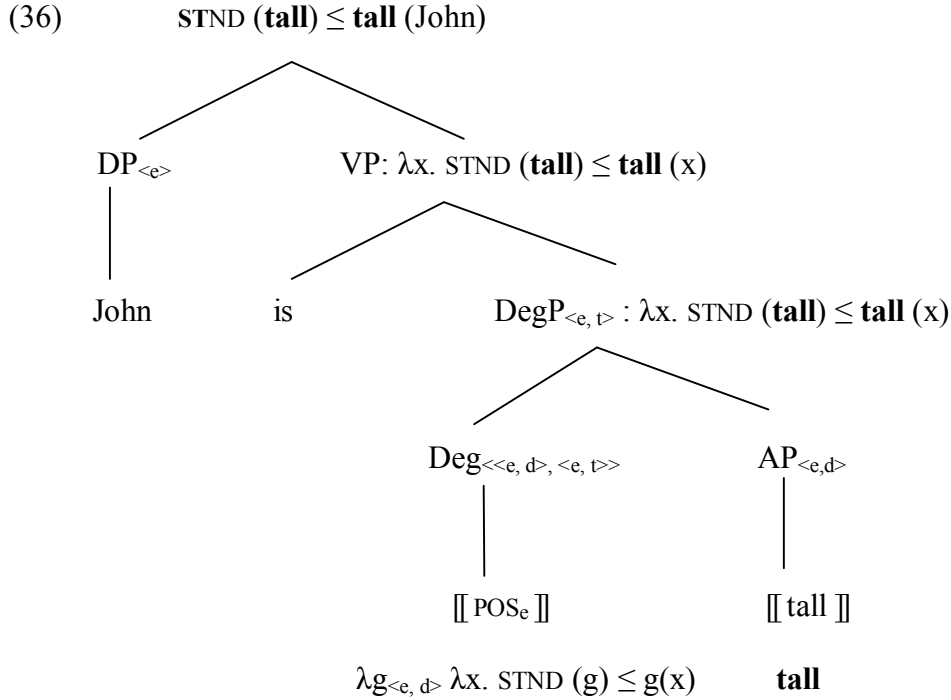 (36) STND (tall) ≤ tall (John)
DP<e> VP: λx. STND (tall) ≤ tall (x)
John is DegP<e, t> : λx. STND (tall) ≤ tall (x)
Deg<<e, d>, <e, t>> AP<e,d>
⟦ POSe ⟧ ⟦ tall ⟧
λg<e, d> λx. STND (g) ≤ g(x) tall